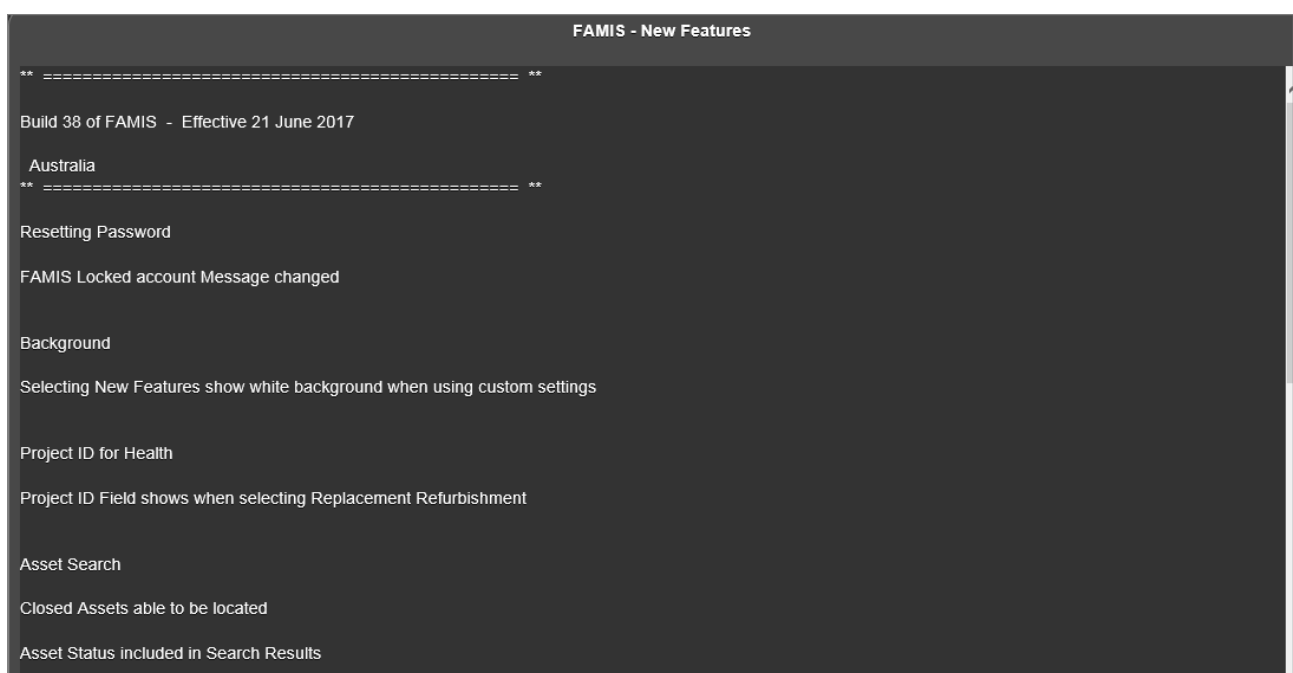 FAMIS - New Features
** ================================================ **
Build 38 of FAMIS - Effective 21 June 2017
Australia
** ================================================ **
Resetting Password
FAMIS Locked account Message changed
Background
Selecting New Features show white background when using custom settings
Project ID for Health
Project ID Field shows when selecting Replacement Refurbishment
Asset Search
Closed Assets able to be located
Asset Status included in Search Results